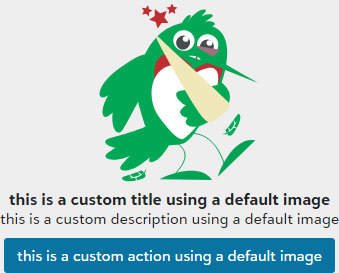 this is a custom title using a default image
this is a custom description using a default image
this is a custom action using a default image